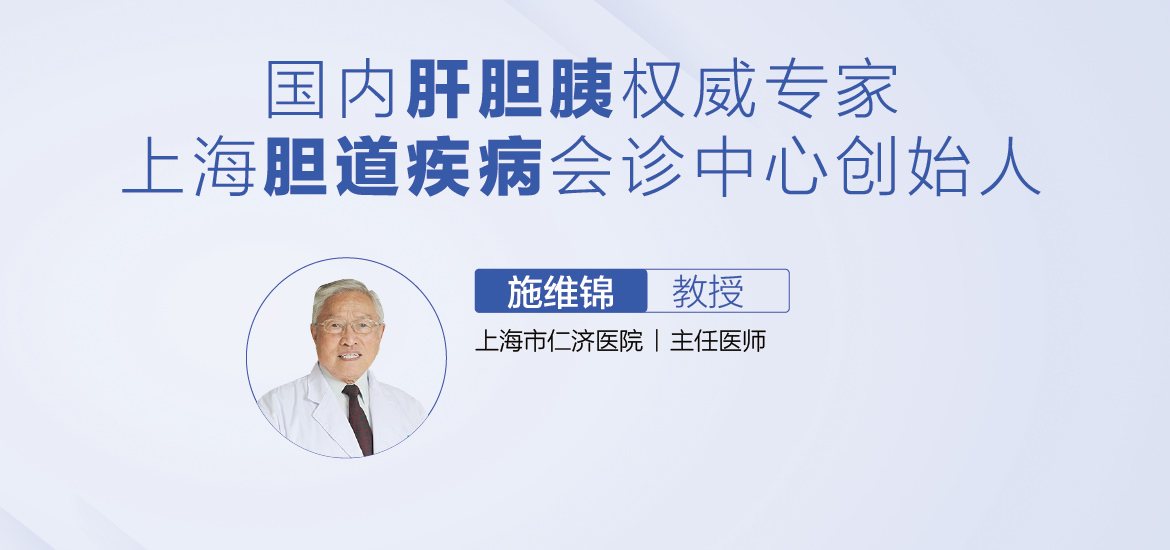 国内肝胆胰权威专家
上海胆道疾病会诊中心创始人
施维锦 教授
上海市仁济医院 | 主任医师